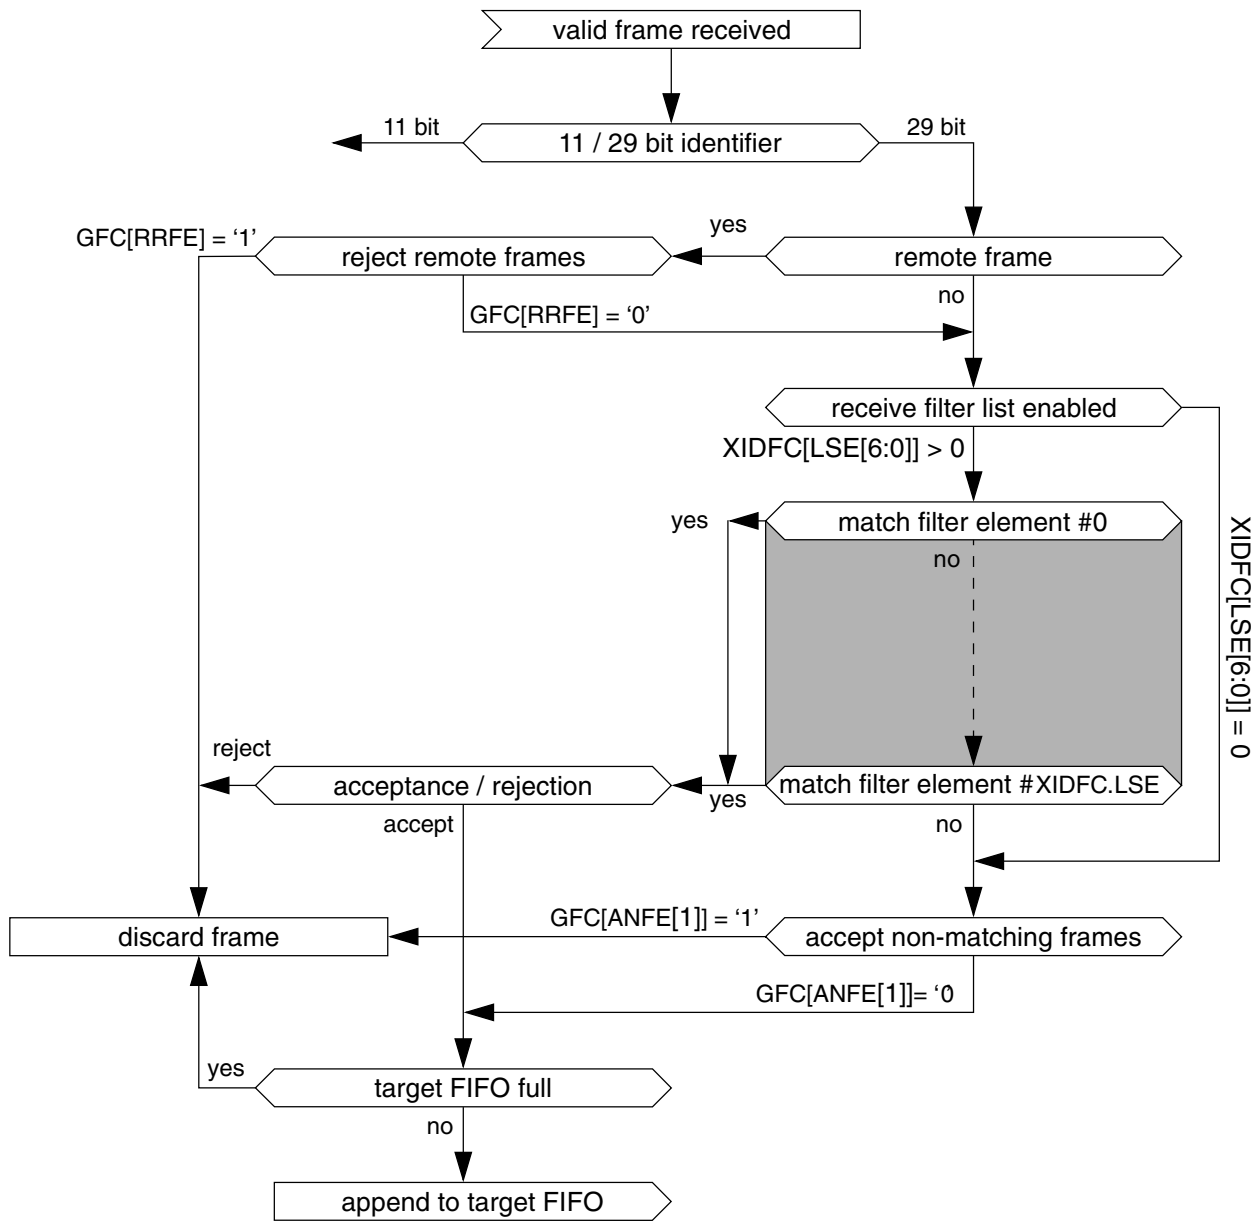 valid frame received
11 bit
11 / 29 bit identifier
29 bit
GFC[RRFE] = ‘1’
reject remote frames
yes
remote frame
no
GFC[RRFE] = ‘0’
receive filter list enabled
XIDFC[LSE[6:0]] > 0
yes
match filter element #0
no
XIDFC[LSE[6:0]] = 0
reject
acceptance / rejection
yes
match filter element #XIDFC.LSE
accept
no
discard frame
GFC[ANFE[1]] = ‘1’
accept non-matching frames
GFC[ANFE[1]]= ‘0
yes
target FIFO full
no
append to target FIFO